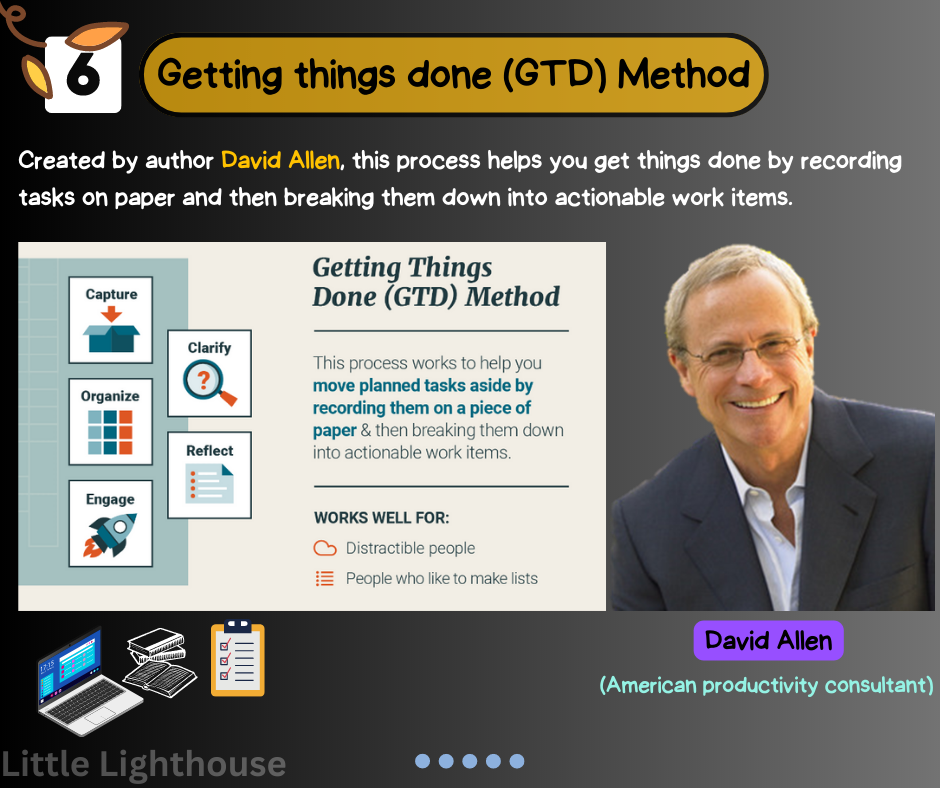 6
Getting things done (GTD) Method
Created by author David Allen, this process helps you get things done by recording
tasks on paper and then breaking them down into actionable work items.
Capture
Clarify
Organize
Reflect
Engage
Getting Things
Done (GTD) Method
This process works to help you
move planned tasks aside by
recording them on a piece of
paper & then breaking them down
into actionable work items.
WORKS WELL FOR:
Distractible people
People who like to make lists
17:15
David Allen
(American productivity consultant)
Little Lighthouse